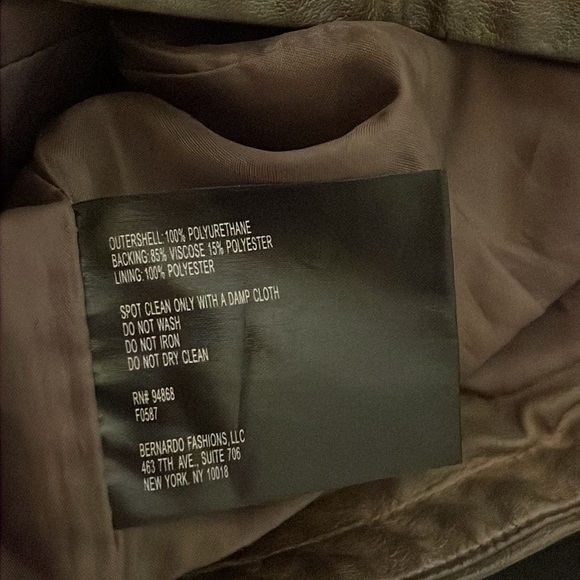 OUTERSHELL:100% POLYURETHANE
BACKING:85% VISCOSE 15% POLYESTER
LINING:100% POLYESTER
SPOT CLEAN ONLY WITH A DAMP CLOTH
DO NOT WASH
DO NOT IRON
DO NOT DRY CLEAN
RN# 94868
F0587
BERNARDO FASHIONS,LLC
463 7TH AVE., SUITE 706
NEW YORK. NY 10018